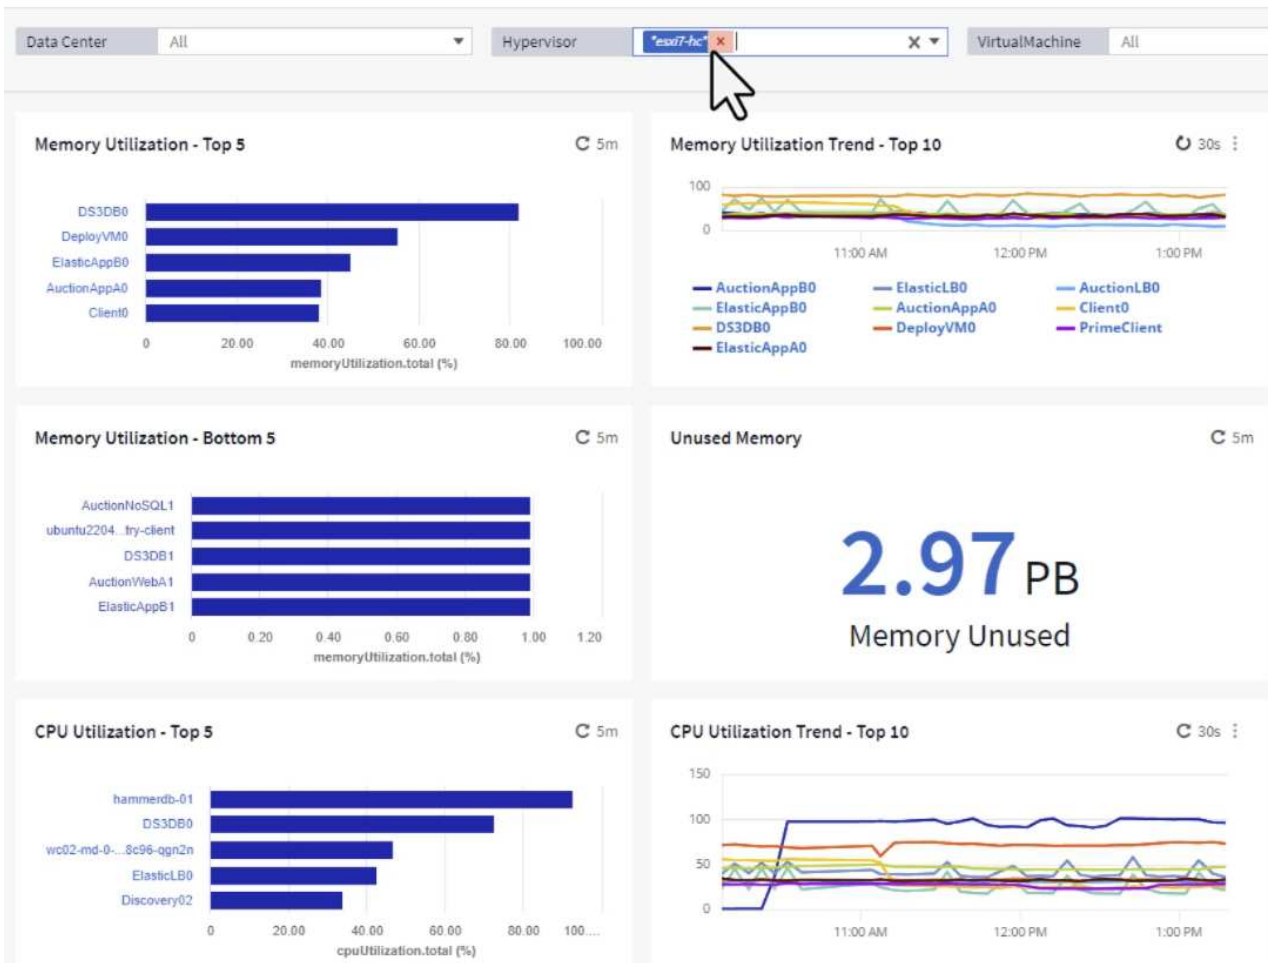 Data Center All Hypervisor *esxi7-hc* × VirtualMachine All
Memory Utilization - Top 5 5m
DS3DB0
DeployVM0
ElasticAppB0
AuctionAppA0
Client0
0 20.00 40.00 60.00 80.00 100.00
memoryUtilization.total (%)
Memory Utilization Trend - Top 10 30s
100
0
11:00 AM 12:00 PM 1:00 PM
AuctionAppB0 ElasticLB0 AuctionLB0
ElasticAppB0 AuctionAppA0 Client0
DS3DB0 DeployVM0 PrimeClient
ElasticAppA0
Memory Utilization - Bottom 5 5m
AuctionNoSQL1
ubuntu2204...try-client
DS3DB1
AuctionWebA1
ElasticAppB1
0 0.20 0.40 0.60 0.80 1.00 1.20
memoryUtilization.total (%)
Unused Memory 5m
2.97 PB
Memory Unused
CPU Utilization - Top 5 5m
hammerdb-01
DS3DB0
wc02-md-0-...8c96-qgn2n
ElasticLB0
Discovery02
0 20.00 40.00 60.00 80.00 100....
cpuUtilization.total (%)
CPU Utilization Trend - Top 10 30s
150
100
50
0
11:00 AM 12:00 PM 1:00 PM